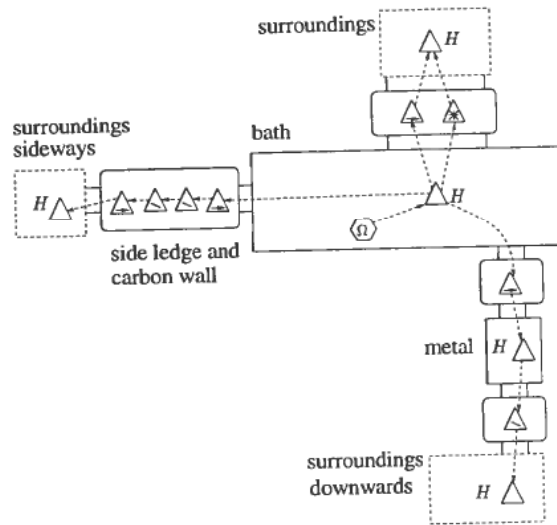 surroundings
H
bath
surroundings
sideways
H
H
Ω
side ledge and
carbon wall
metal
H
surroundings
downwards
H